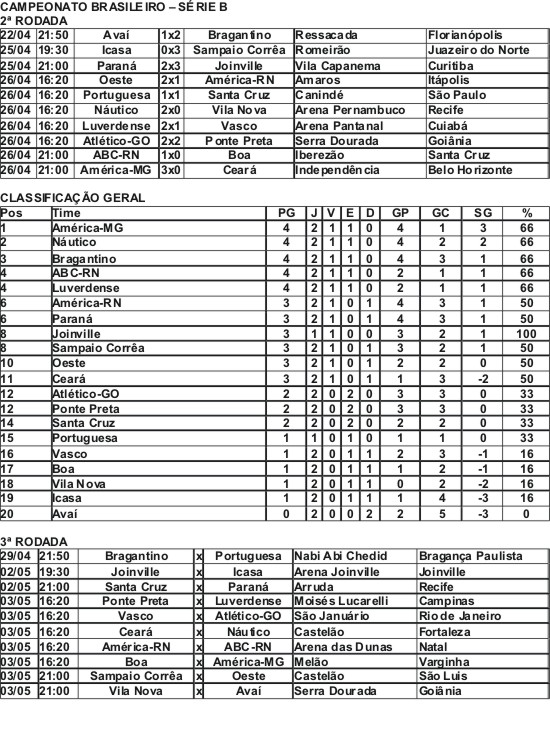 CAMPEONATO BRASILEIRO – SÉRIE B
2ª RODADA
22/04 21:50 Avaí 1x2 Bragantino Ressacada Florianópolis
25/04 19:30 Icasa 0x3 Sampaio Corrêa Romeirão Juazeiro do Norte
25/04 21:00 Paraná 2x3 Joinville Vila Capanema Curitiba
26/04 16:20 Oeste 2x1 América-RN Amaros Itápolis
26/04 16:20 Portuguesa 1x1 Santa Cruz Canindé São Paulo
26/04 16:20 Náutico 2x0 Vila Nova Arena Pernambuco Recife
26/04 16:20 Luverdense 2x1 Vasco Arena Pantanal Cuiabá
26/04 16:20 Atlético-GO 2x2 Ponte Preta Serra Dourada Goiânia
26/04 21:00 ABC-RN 1x0 Boa Iberezão Santa Cruz
26/04 21:00 América-MG 3x0 Ceará Independência Belo Horizonte
CLASSIFICAÇÃO GERAL
Pos Time PG J V E D GP GC SG %
1 América-MG 4 2 1 1 0 4 1 3 66
2 Náutico 4 2 1 1 0 4 2 2 66
3 Bragantino 4 2 1 1 0 4 3 1 66
4 ABC-RN 4 2 1 1 0 2 1 1 66
4 Luverdense 4 2 1 1 0 2 1 1 66
6 América-RN 3 2 1 0 1 4 3 1 50
6 Paraná 3 2 1 0 1 4 3 1 50
8 Joinville 3 1 1 0 0 3 2 1 100
8 Sampaio Corrêa 3 2 1 0 1 3 2 1 50
10 Oeste 3 2 1 0 1 2 2 0 50
11 Ceará 3 2 1 0 1 1 3 -2 50
12 Atlético-GO 2 2 0 2 0 3 3 0 33
12 Ponte Preta 2 2 0 2 0 3 3 0 33
14 Santa Cruz 2 2 0 2 0 2 2 0 33
15 Portuguesa 1 1 0 1 0 1 1 0 33
16 Vasco 1 2 0 1 1 2 3 -1 16
17 Boa 1 2 0 1 1 1 2 -1 16
18 Vila Nova 1 2 0 1 1 0 2 -2 16
19 Icasa 1 2 0 1 1 1 4 -3 16
20 Avaí 0 2 0 0 2 2 5 -3 0
3ª RODADA
29/04 21:50 Bragantino x Portuguesa Nabi Abi Chedid Bragança Paulista
02/05 19:30 Joinville x Icasa Arena Joinville Joinville
02/05 21:00 Santa Cruz x Paraná Arruda Recife
03/05 16:20 Ponte Preta x Luverdense Moisés Lucarelli Campinas
03/05 16:20 Vasco x Atlético-GO São Januário Rio de Janeiro
03/05 16:20 Ceará x Náutico Castelão Fortaleza
03/05 16:20 América-RN x ABC-RN Arena das Dunas Natal
03/05 16:20 Boa x América-MG Melão Varginha
03/05 21:00 Sampaio Corrêa x Oeste Castelão São Luis
03/05 21:00 Vila Nova x Avaí Serra Dourada Goiânia